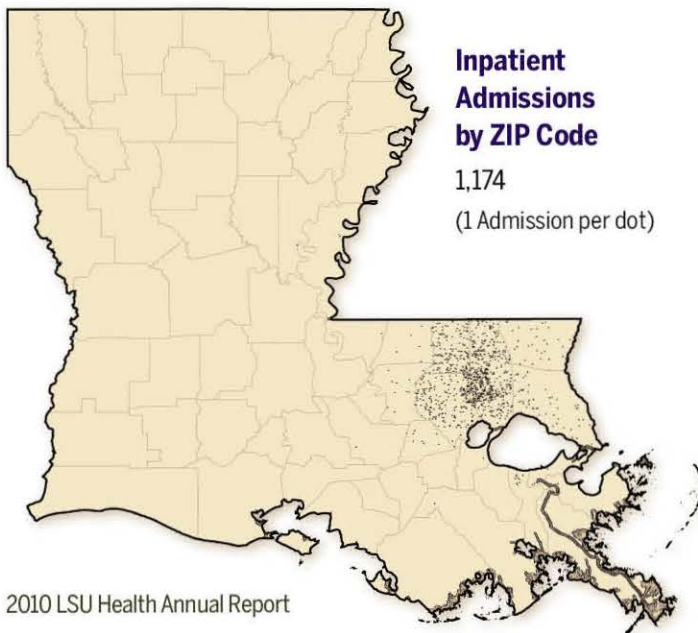 Inpatient
Admissions
by ZIP Code
1,174
(1 Admission per dot)
2010 LSU Health Annual Report